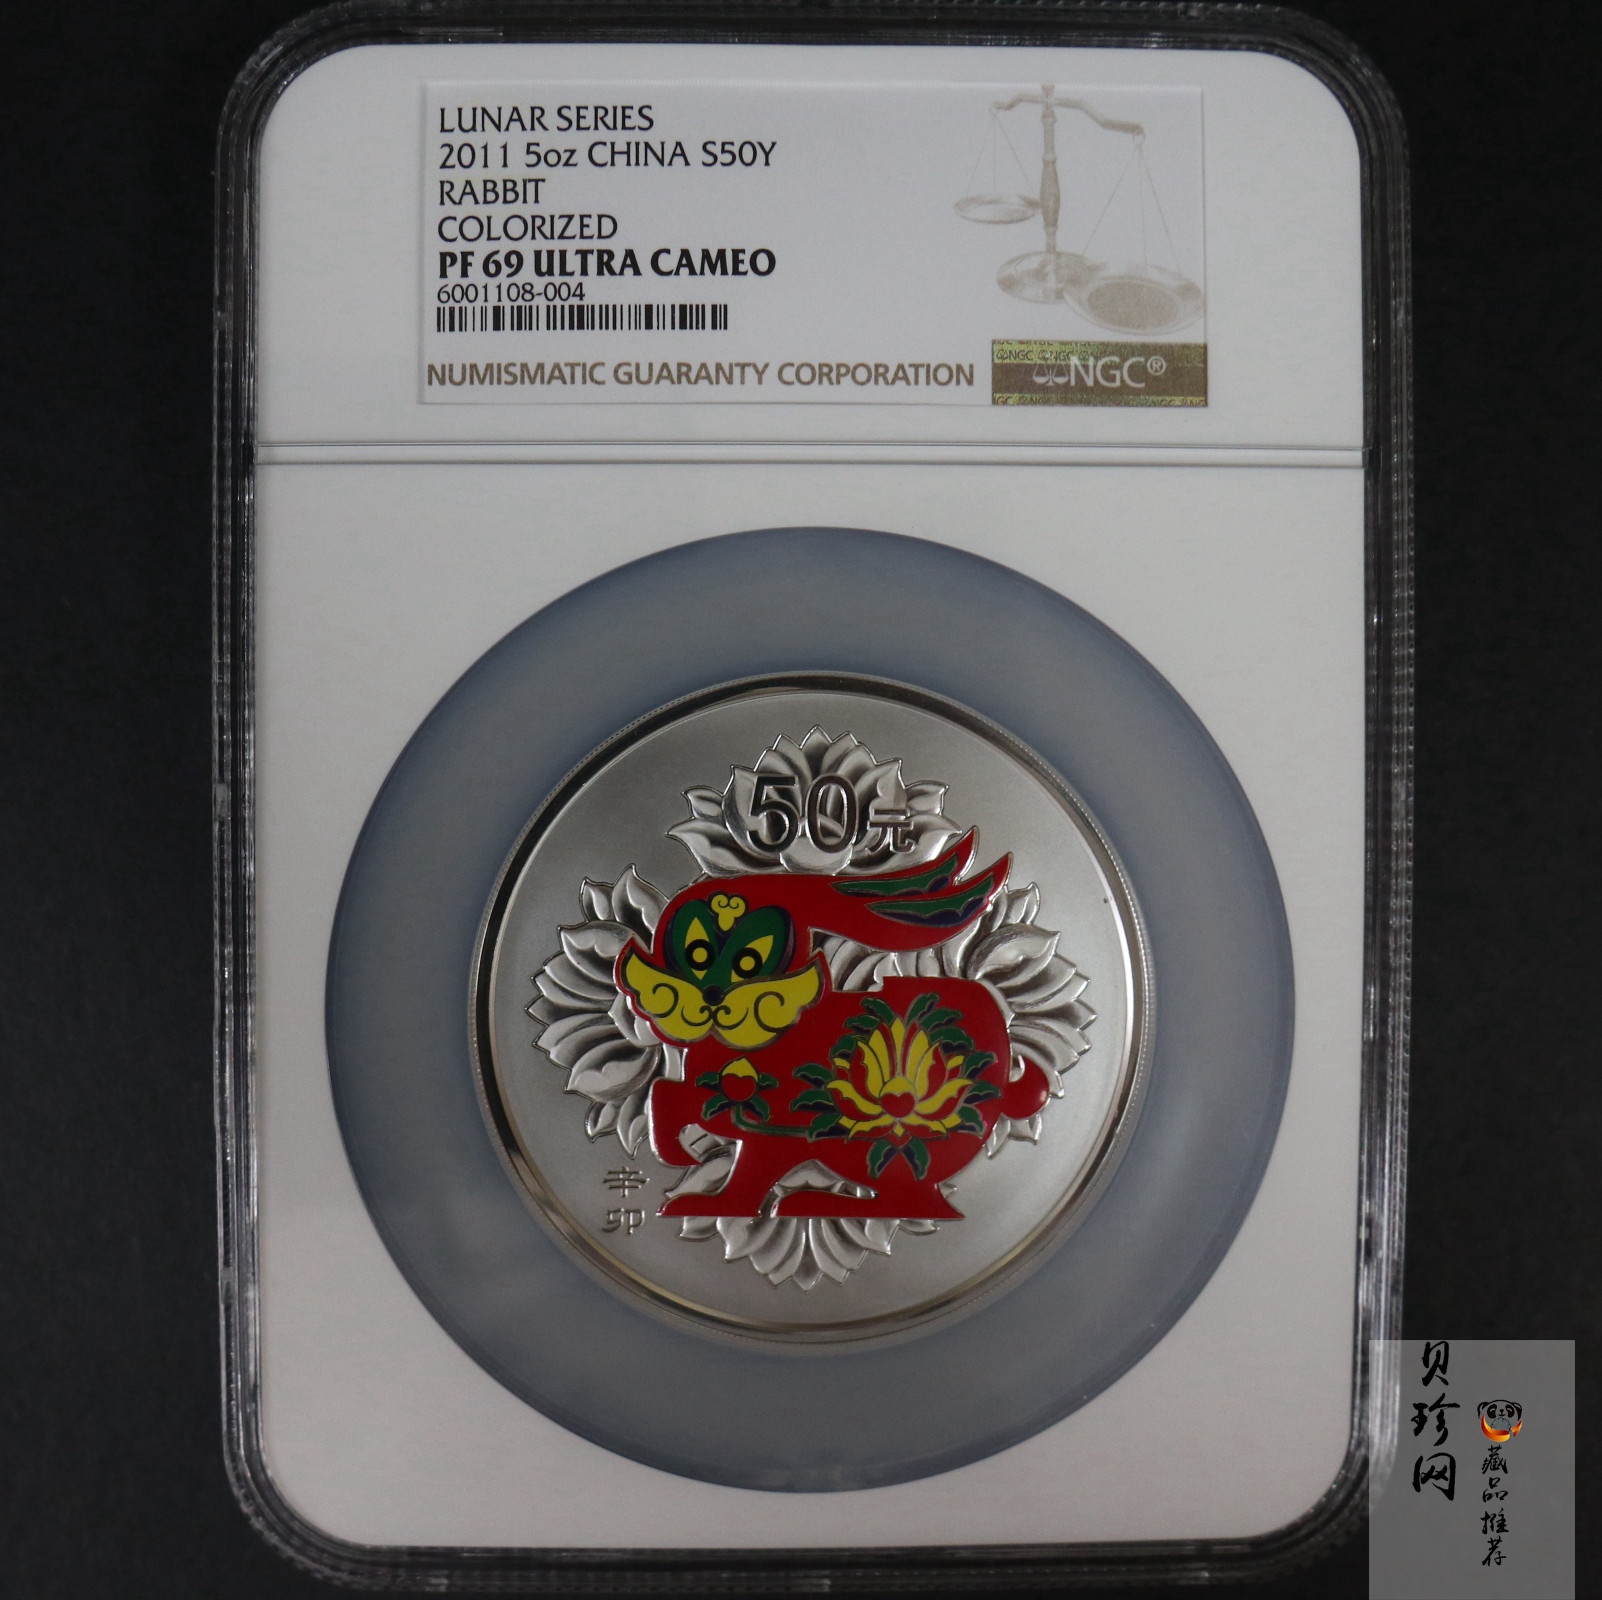 LUNAR SERIES
2011 5oz CHINA S50Y
RABBIT
COLORIZED
PF 69 ULTRA CAMEO
6001108-004
NUMISMATIC GUARANTY CORPORATION
NGC®
50元
辛
卯
贝珍网
藏品推荐